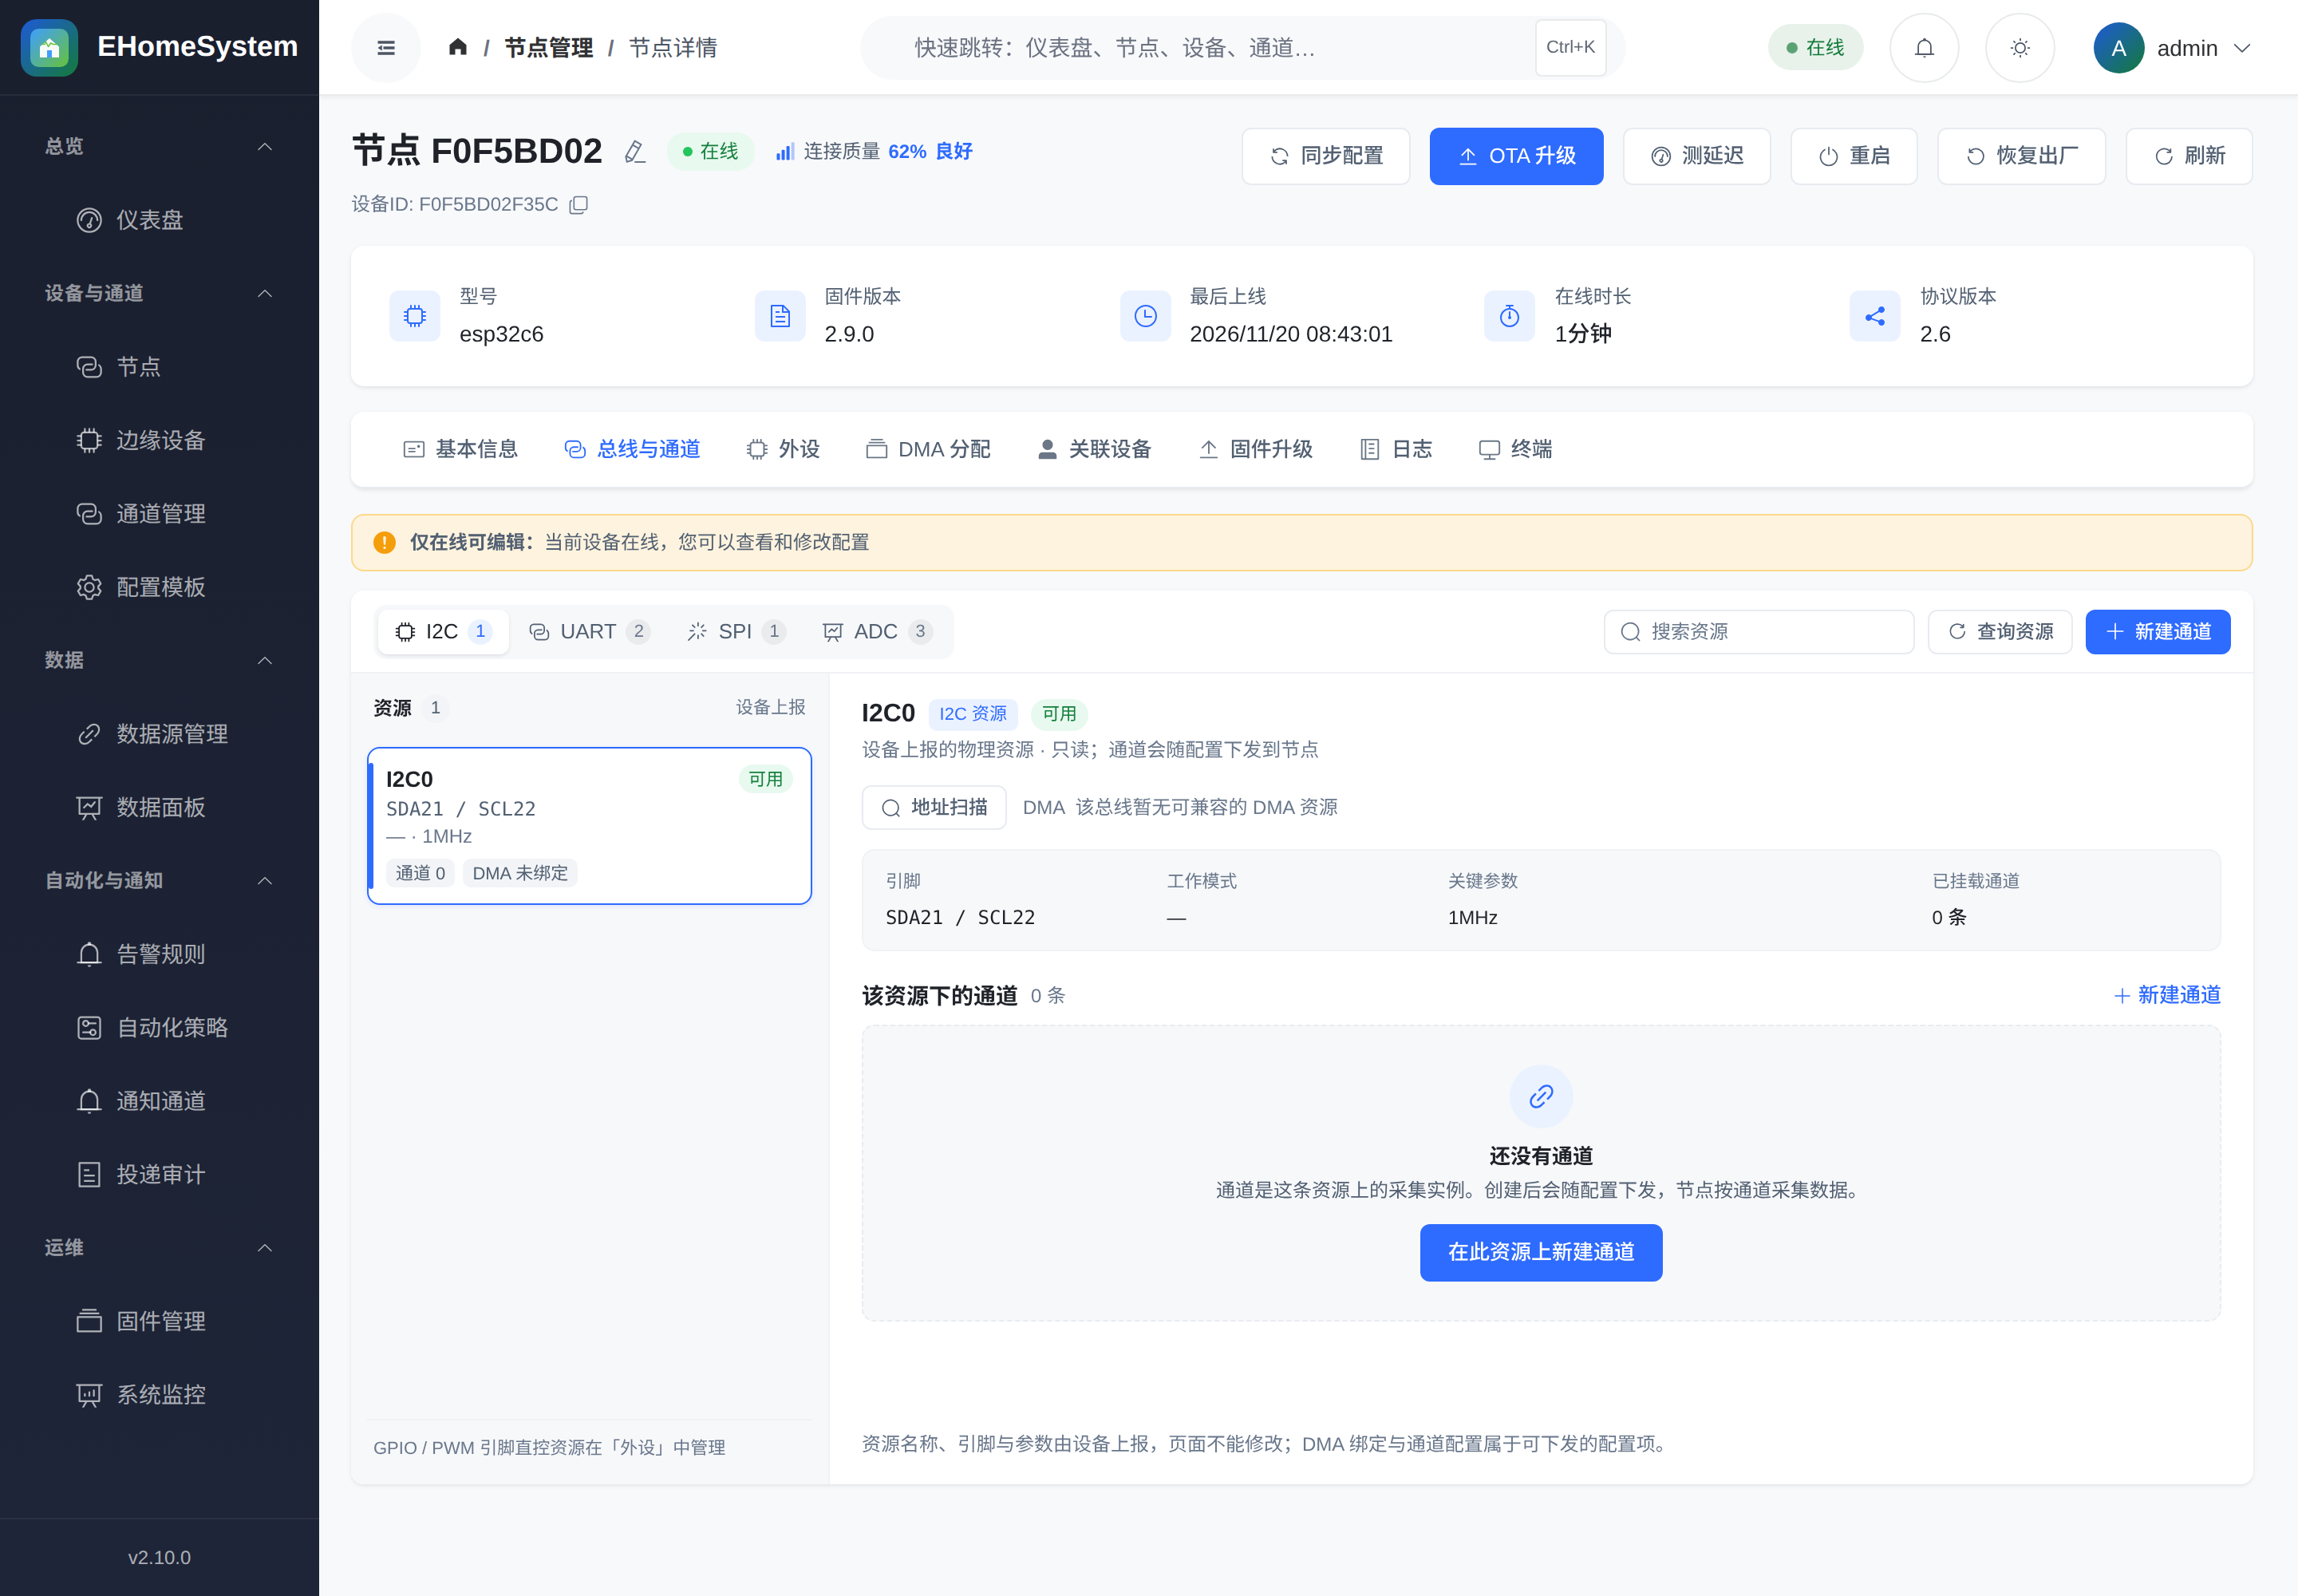 EHomeSystem
/ 节点管理 / 节点详情
快速跳转：仪表盘、节点、设备、通道…
Ctrl+K
在线
A admin
总览
仪表盘
设备与通道
节点
边缘设备
通道管理
配置模板
数据
数据源管理
数据面板
自动化与通知
告警规则
自动化策略
通知通道
投递审计
运维
固件管理
系统监控
v2.10.0
节点 F0F5BD02
在线
连接质量 62% 良好
同步配置
OTA 升级
测延迟
重启
恢复出厂
刷新
设备ID: F0F5BD02F35C
型号
esp32c6
固件版本
2.9.0
最后上线
2026/11/20 08:43:01
在线时长
1分钟
协议版本
2.6
基本信息
总线与通道
外设
DMA 分配
关联设备
固件升级
日志
终端
仅在线可编辑：当前设备在线，您可以查看和修改配置
I2C 1
UART 2
SPI 1
ADC 3
搜索资源
查询资源
新建通道
资源 1
设备上报
I2C0
可用
SDA21 / SCL22
— · 1MHz
通道 0
DMA 未绑定
GPIO / PWM 引脚直控资源在「外设」中管理
I2C0
I2C 资源
可用
设备上报的物理资源 · 只读；通道会随配置下发到节点
地址扫描
DMA 该总线暂无可兼容的 DMA 资源
引脚
SDA21 / SCL22
工作模式
—
关键参数
1MHz
已挂载通道
0 条
该资源下的通道 0 条
新建通道
还没有通道
通道是这条资源上的采集实例。创建后会随配置下发，节点按通道采集数据。
在此资源上新建通道
资源名称、引脚与参数由设备上报，页面不能修改；DMA 绑定与通道配置属于可下发的配置项。